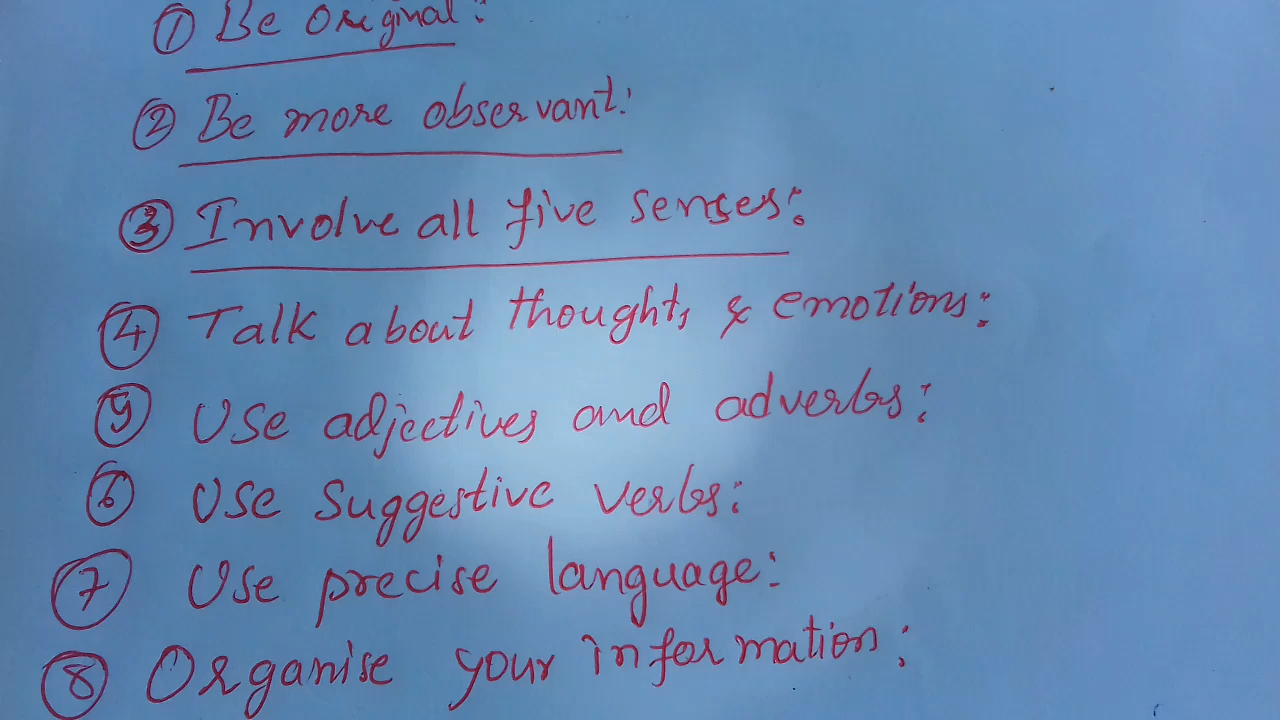 ① Be Original:
② Be more observant:
③ Involve all five senses:
④ Talk about thoughts & emotions:
⑤ Use adjectives and adverbs:
⑥ Use suggestive verbs:
⑦ Use precise language:
⑧ Organise your information: